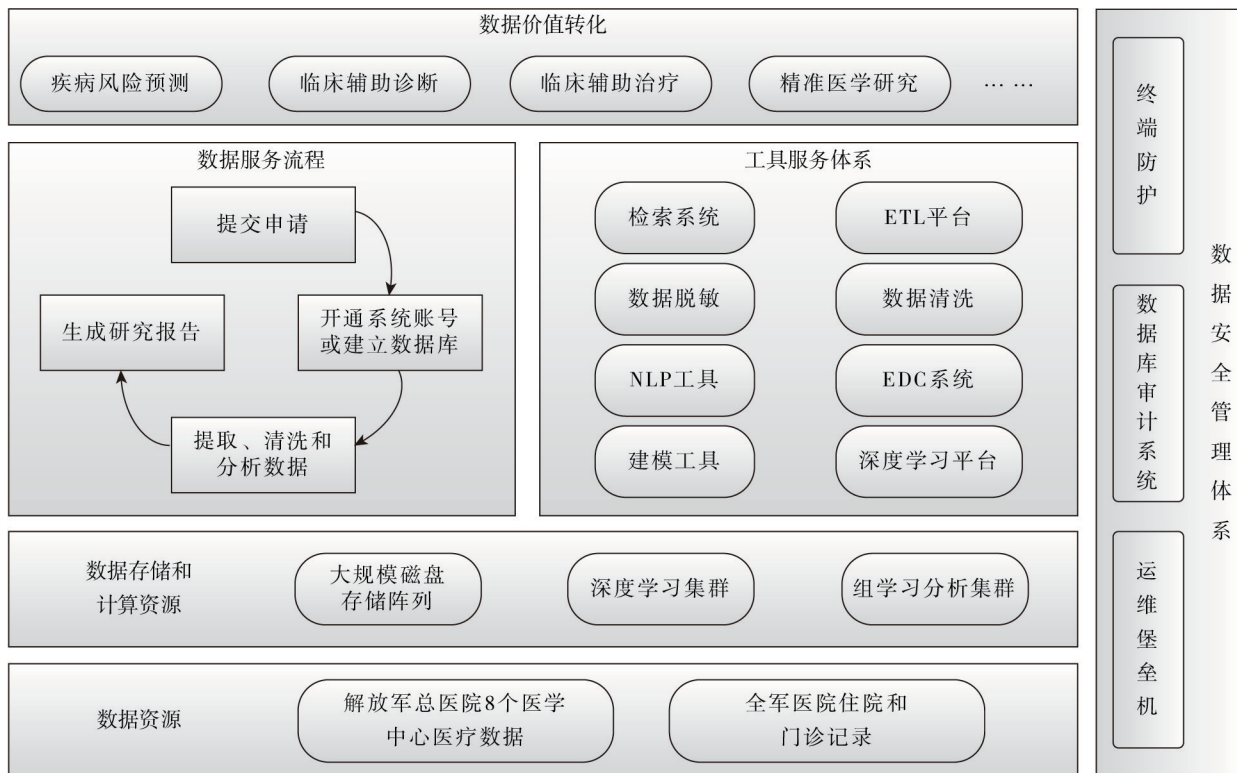 数据价值转化
疾病风险预测
临床辅助诊断
临床辅助治疗
精准医学研究
… …
数据服务流程
提交申请
开通系统账号
或建立数据库
生成研究报告
提取、清洗和
分析数据
工具服务体系
检索系统
ETL平台
数据脱敏
数据清洗
NLP工具
EDC系统
建模工具
深度学习平台
数据存储和
计算资源
大规模磁盘
存储阵列
深度学习集群
组学习分析集群
数据资源
解放军总医院8个医学
中心医疗数据
全军医院住院和
门诊记录
终端防护
数据库审计系统
运维堡垒机
数据安全管理体系